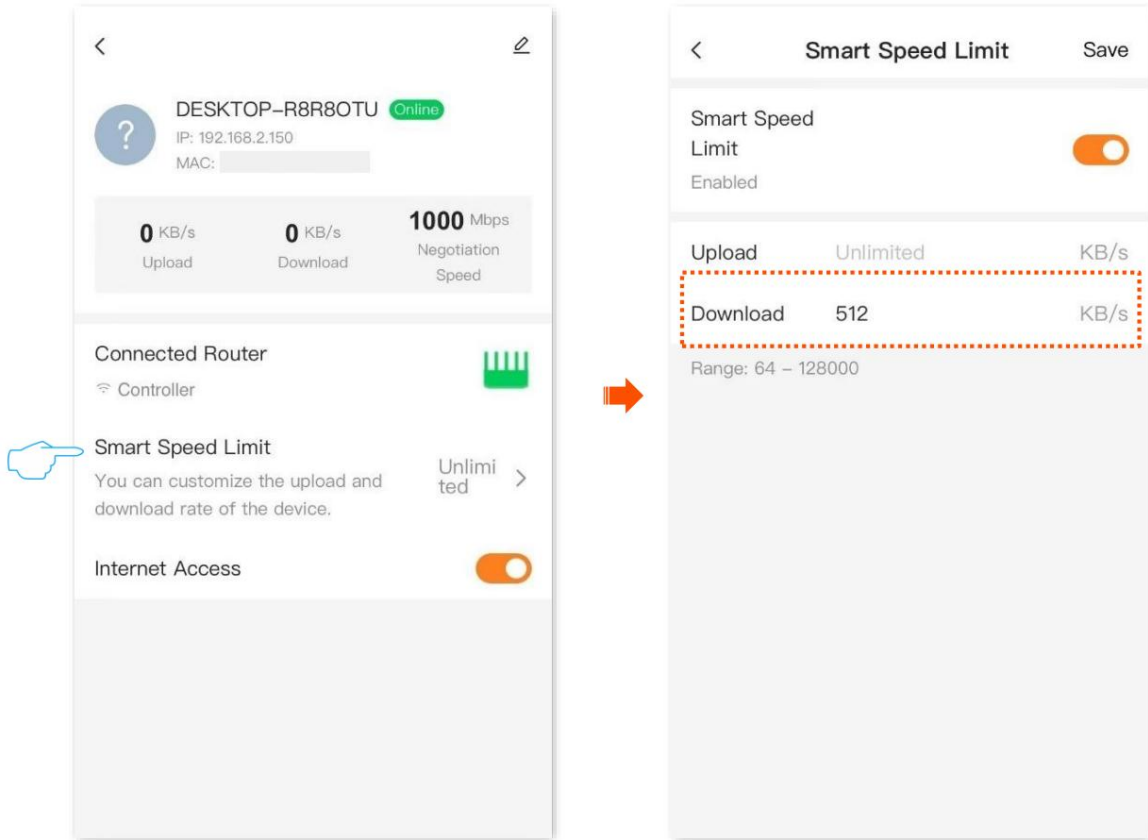 DESKTOP-R8R8OTU Online
IP: 192.168.2.150
MAC:
0 KB/s
Upload
0 KB/s
Download
1000 Mbps
Negotiation
Speed
Connected Router
Controller
Smart Speed Limit
You can customize the upload and
download rate of the device.
Unlimi
ted
Internet Access
Smart Speed Limit Save
Smart Speed
Limit
Enabled
Upload Unlimited KB/s
Download 512 KB/s
Range: 64 – 128000